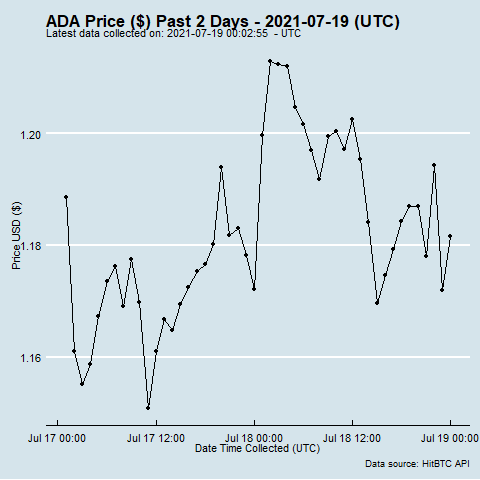 ADA Price ($) Past 2 Days - 2021-07-19 (UTC)
Latest data collected on: 2021-07-19 00:02:55 - UTC
Price USD ($)
1.20
1.18
1.16
Jul 17 00:00 Jul 17 12:00 Jul 18 00:00 Jul 18 12:00 Jul 19 00:00
Date Time Collected (UTC)
Data source: HitBTC API